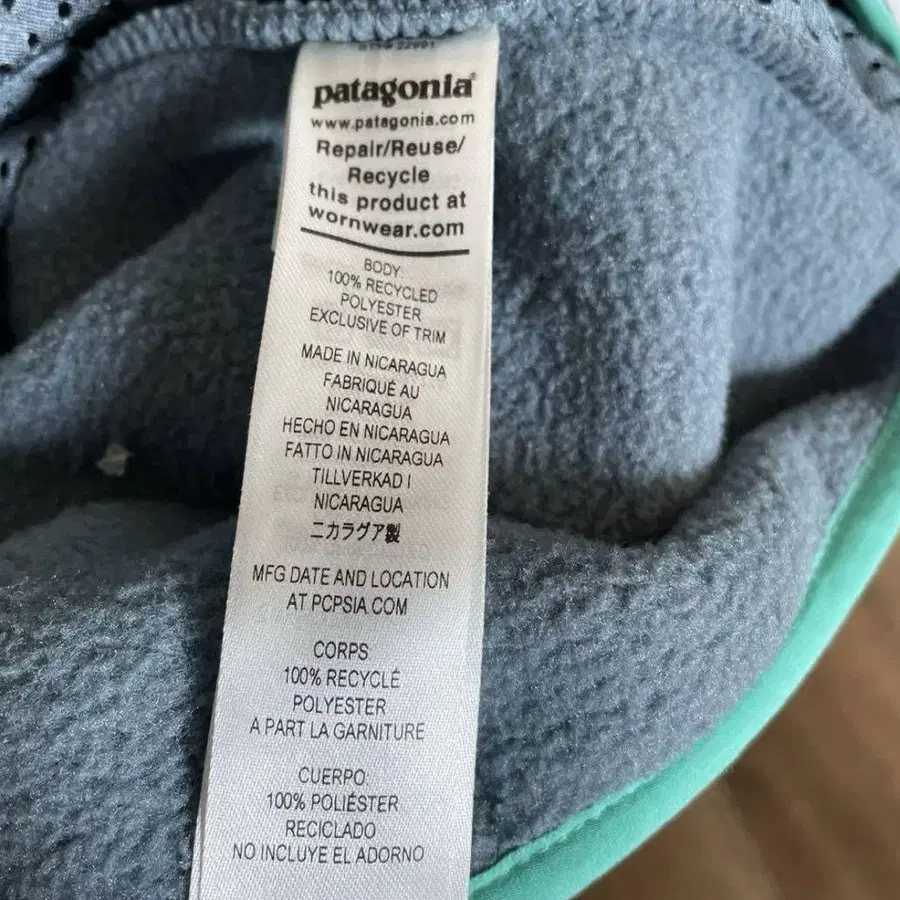 patagonia®
www.patagonia.com
Repair/Reuse/
Recycle
this product at
wornwear.com
BODY:
100% RECYCLED
POLYESTER
EXCLUSIVE OF TRIM
MADE IN NICARAGUA
FABRIQUÉ AU
NICARAGUA
HECHO EN NICARAGUA
FATTO IN NICARAGUA
TILLVERKAD I
NICARAGUA
ニカラグア製
MFG DATE AND LOCATION
AT PCPSIA.COM
CORPS
100% RECYCLÉ
POLYESTER
A PART LA GARNITURE
CUERPO:
100% POLIÉSTER
RECICLADO
NO INCLUYE EL ADORNO